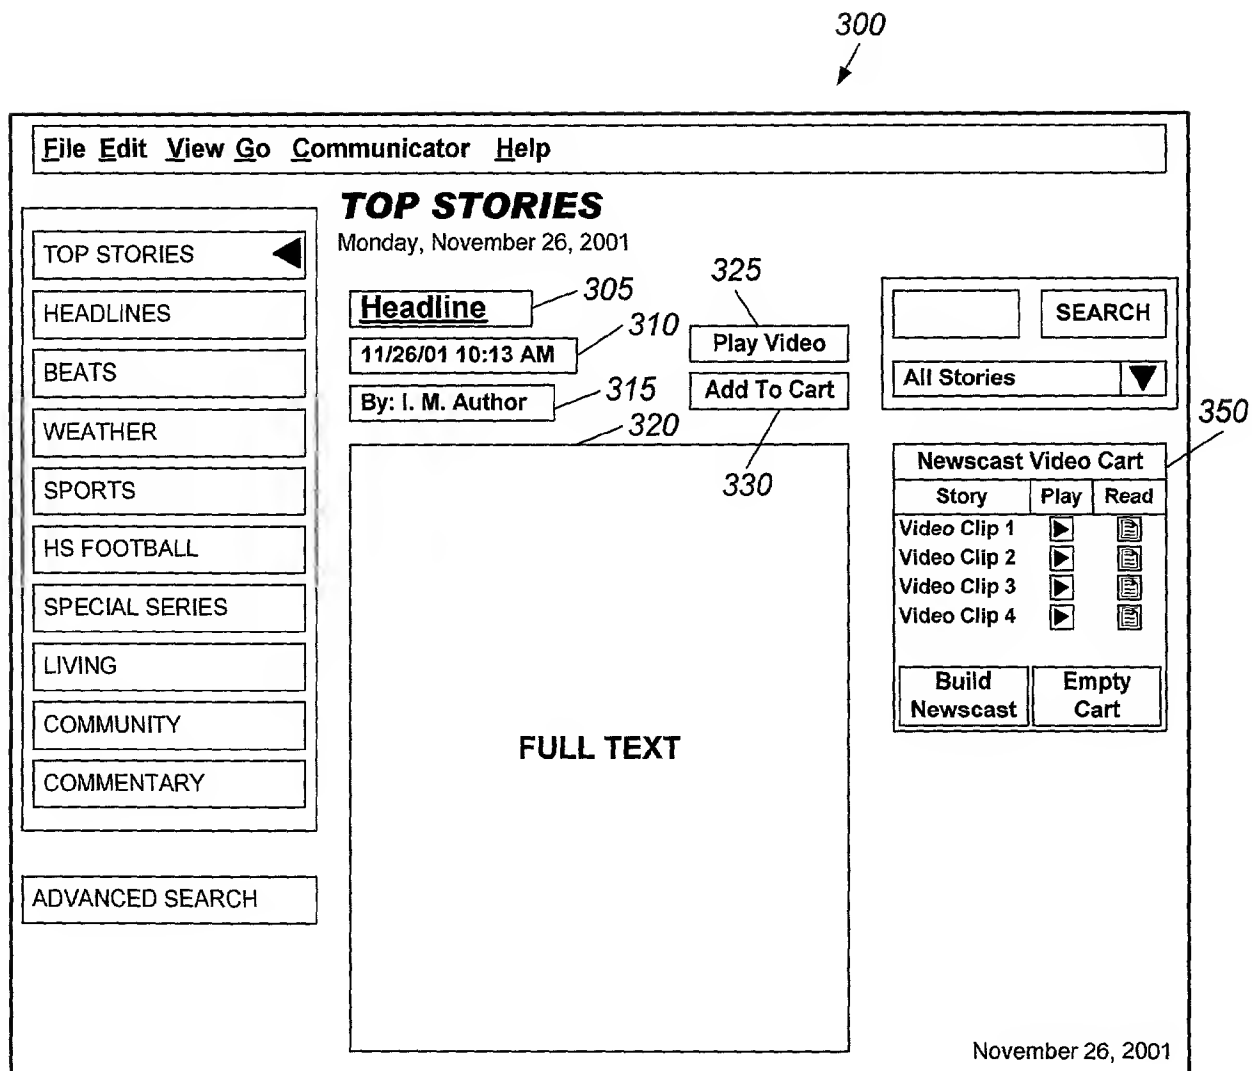 300
File Edit View Go Communicator Help
TOP STORIES
Monday, November 26, 2001
TOP STORIES
HEADLINES
BEATS
WEATHER
SPORTS
HS FOOTBALL
SPECIAL SERIES
LIVING
COMMUNITY
COMMENTARY
ADVANCED SEARCH
Headline
305
11/26/01 10:13 AM
310
By: I. M. Author
315
320
325
Play Video
Add To Cart
330
FULL TEXT
SEARCH
All Stories
350
Newscast Video Cart
Story Play Read
Video Clip 1
Video Clip 2
Video Clip 3
Video Clip 4
Build Newscast
Empty Cart
November 26, 2001